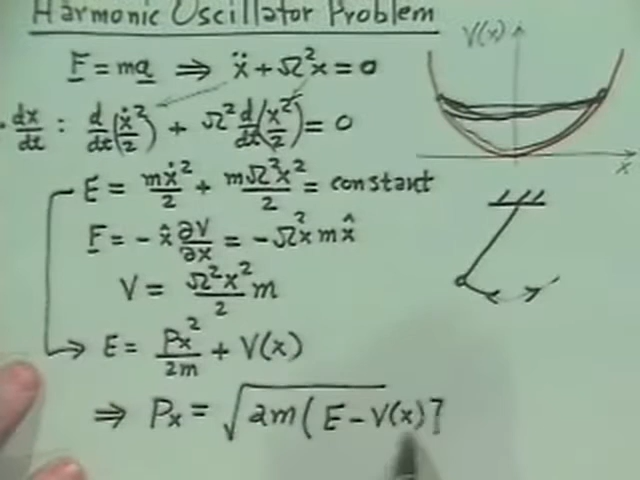 Harmonic Oscillator Problem
V(x)
F = ma ⇒ ẍ + Ω²x = 0
· dx/dt : d/dt(ẋ²/2) + Ω² d/dt(x²/2) = 0
x
E = mẋ²/2 + mΩ²x²/2 = constant
F = - x̂ ∂V/∂x = - Ω²x m x̂
V = Ω²x²/2 m
→ E = Px²/2m + V(x)
⇒ Px = √2m( E - V(x)]